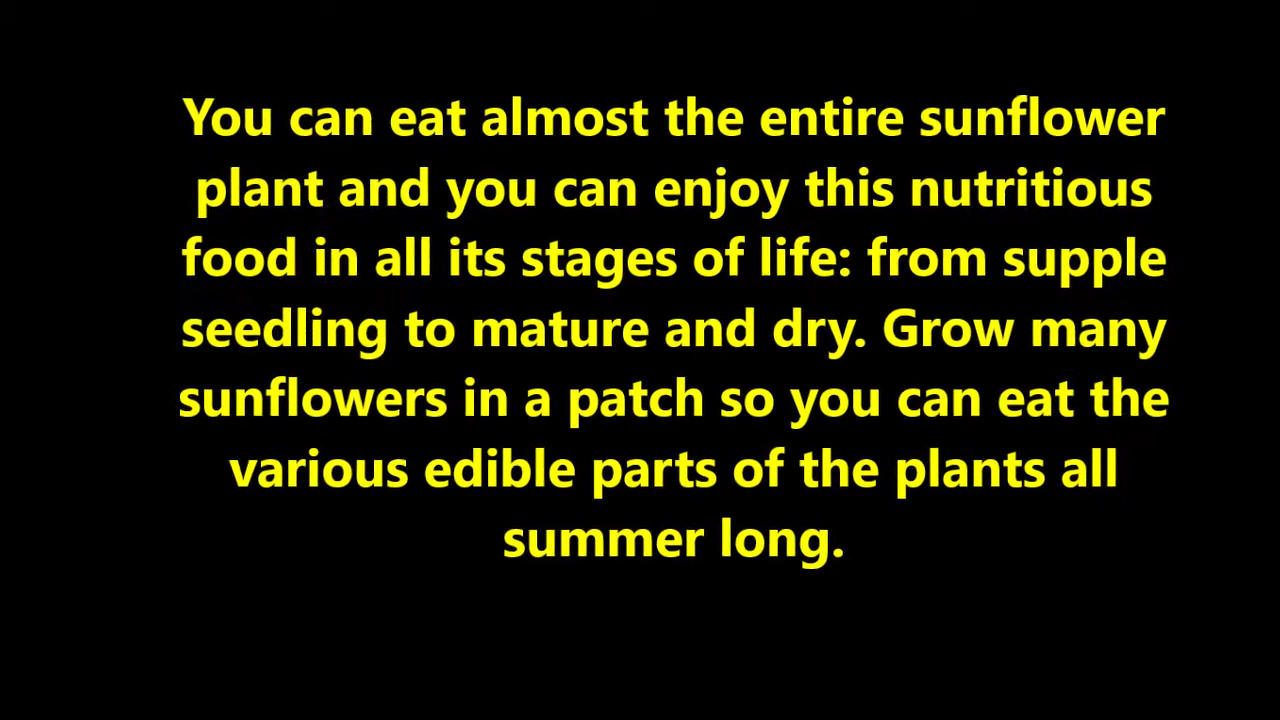 You can eat almost the entire sunflower
plant and you can enjoy this nutritious
food in all its stages of life: from supple
seedling to mature and dry. Grow many
sunflowers in a patch so you can eat the
various edible parts of the plants all
summer long.